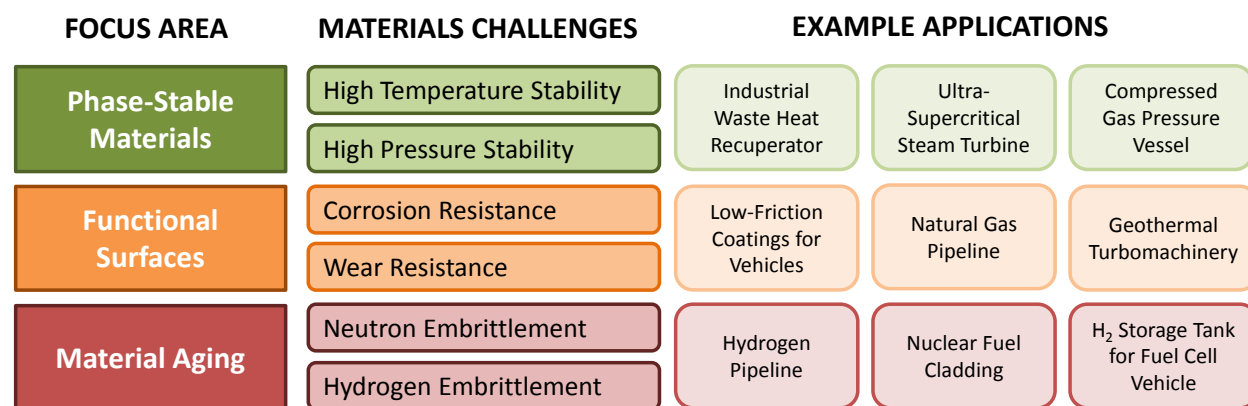 FOCUS AREA
MATERIALS CHALLENGES
EXAMPLE APPLICATIONS
Phase-Stable
Materials
High Temperature Stability
High Pressure Stability
Industrial
Waste Heat
Recuperator
Ultra-
Supercritical
Steam Turbine
Compressed
Gas Pressure
Vessel
Functional
Surfaces
Corrosion Resistance
Wear Resistance
Low-Friction
Coatings for
Vehicles
Natural Gas
Pipeline
Geothermal
Turbomachinery
Material Aging
Neutron Embrittlement
Hydrogen Embrittlement
Hydrogen
Pipeline
Nuclear Fuel
Cladding
H₂ Storage Tank
for Fuel Cell
Vehicle